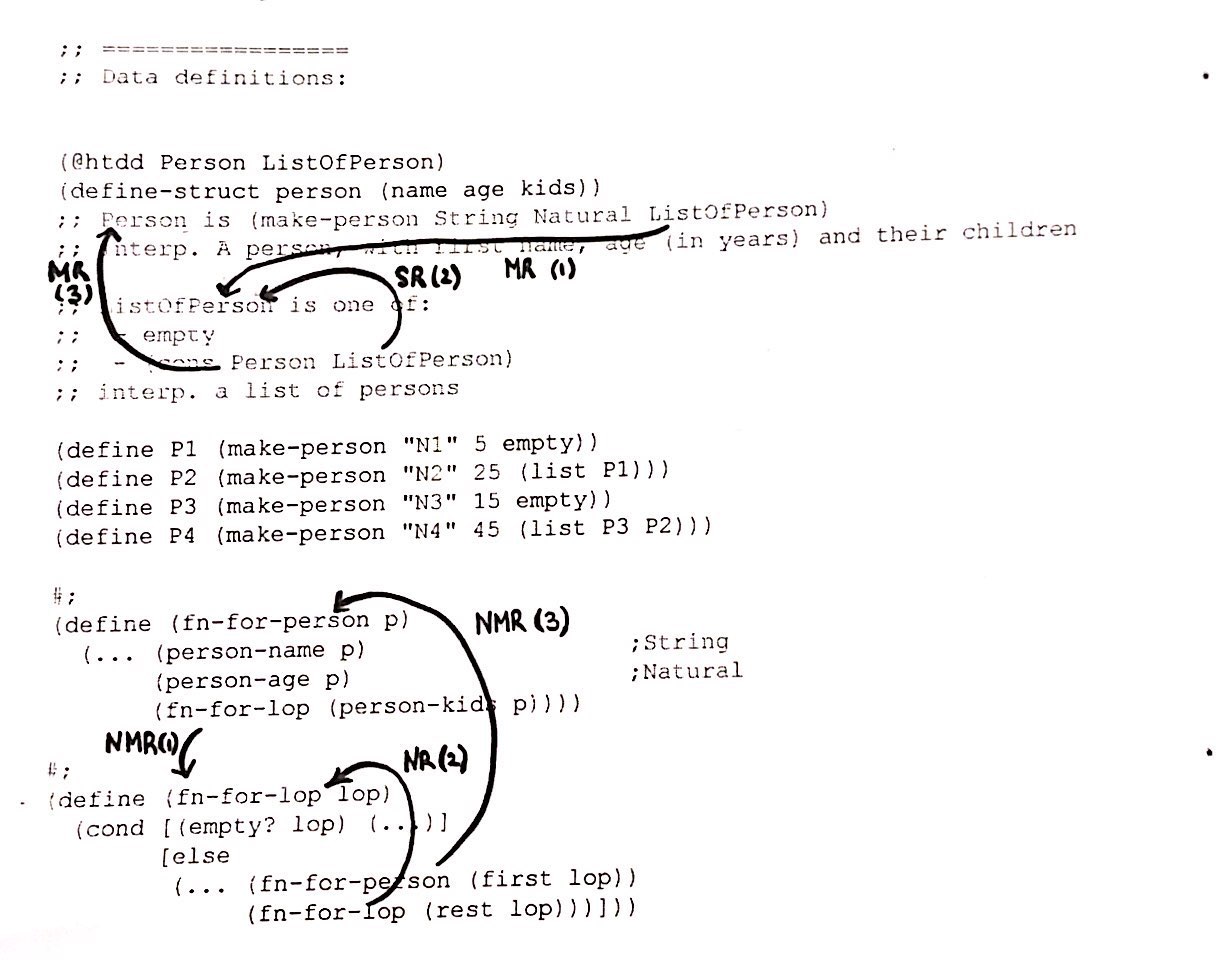 ;; =================
;; Data definitions:
(@htdd Person ListOfPerson)
(define-struct person (name age kids))
;; Person is (make-person String Natural ListOfPerson)
;; interp. A person, with first name, age (in years) and their children
MR (3) SR(2) MR (1)
;; ListOfPerson is one of:
;; - empty
;; - (cons Person ListOfPerson)
;; interp. a list of persons
(define P1 (make-person "N1" 5 empty))
(define P2 (make-person "N2" 25 (list P1)))
(define P3 (make-person "N3" 15 empty))
(define P4 (make-person "N4" 45 (list P3 P2)))
#;
(define (fn-for-person p) NMR (3)
(... (person-name p) ;String
(person-age p) ;Natural
(fn-for-lop (person-kids p))))
NMR(1) NR(2)
#;
(define (fn-for-lop lop)
(cond [(empty? lop) (...)]
[else
(... (fn-for-person (first lop))
(fn-for-lop (rest lop)))]))